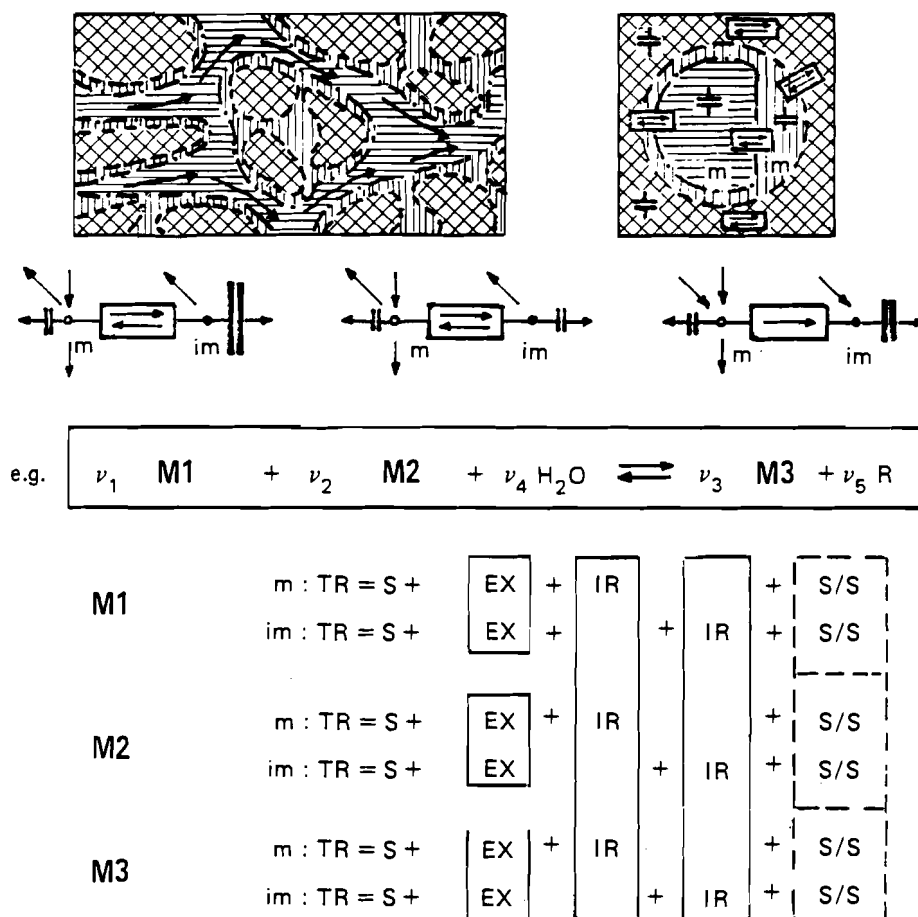 m m
m im m im m im
e.g. ν₁ M1 + ν₂ M2 + ν₄ H₂O ⇌ ν₃ M3 + ν₅ R
M1
m : TR = S + EX + IR + S/S
im : TR = S + EX + + IR + S/S
M2
m : TR = S + EX + IR + S/S
im : TR = S + EX + IR + S/S
M3
m : TR = S + EX + IR + S/S
im : TR = S + EX + IR + S/S